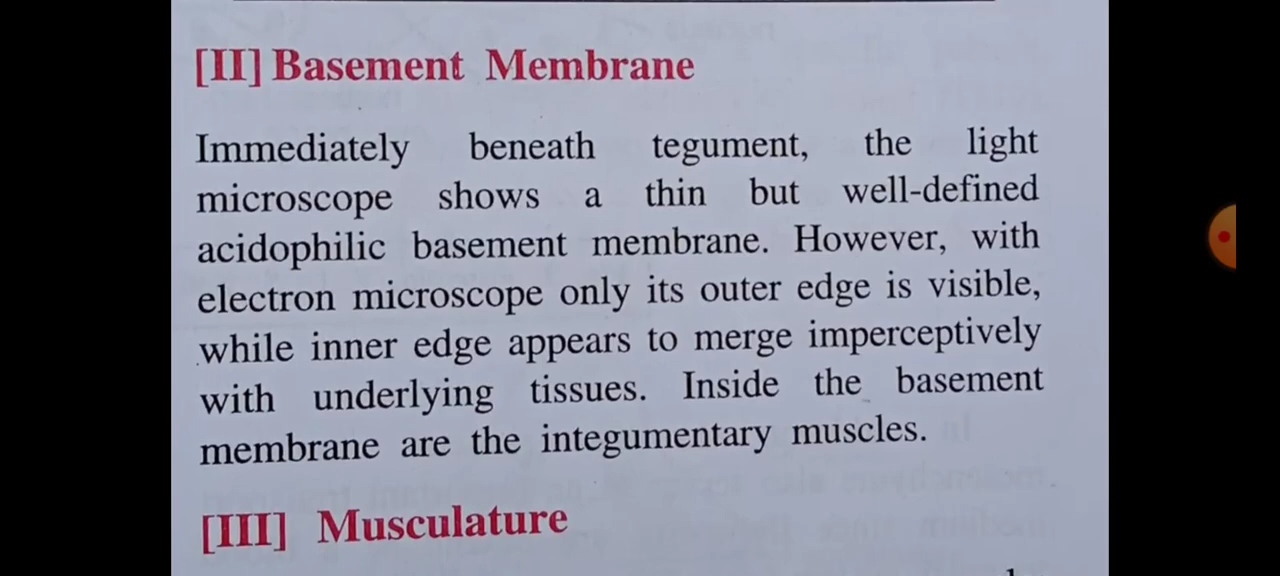 [II] Basement Membrane
Immediately beneath tegument, the light
microscope shows a thin but well-defined
acidophilic basement membrane. However, with
electron microscope only its outer edge is visible,
while inner edge appears to merge imperceptively
with underlying tissues. Inside the basement
membrane are the integumentary muscles.
[III] Musculature